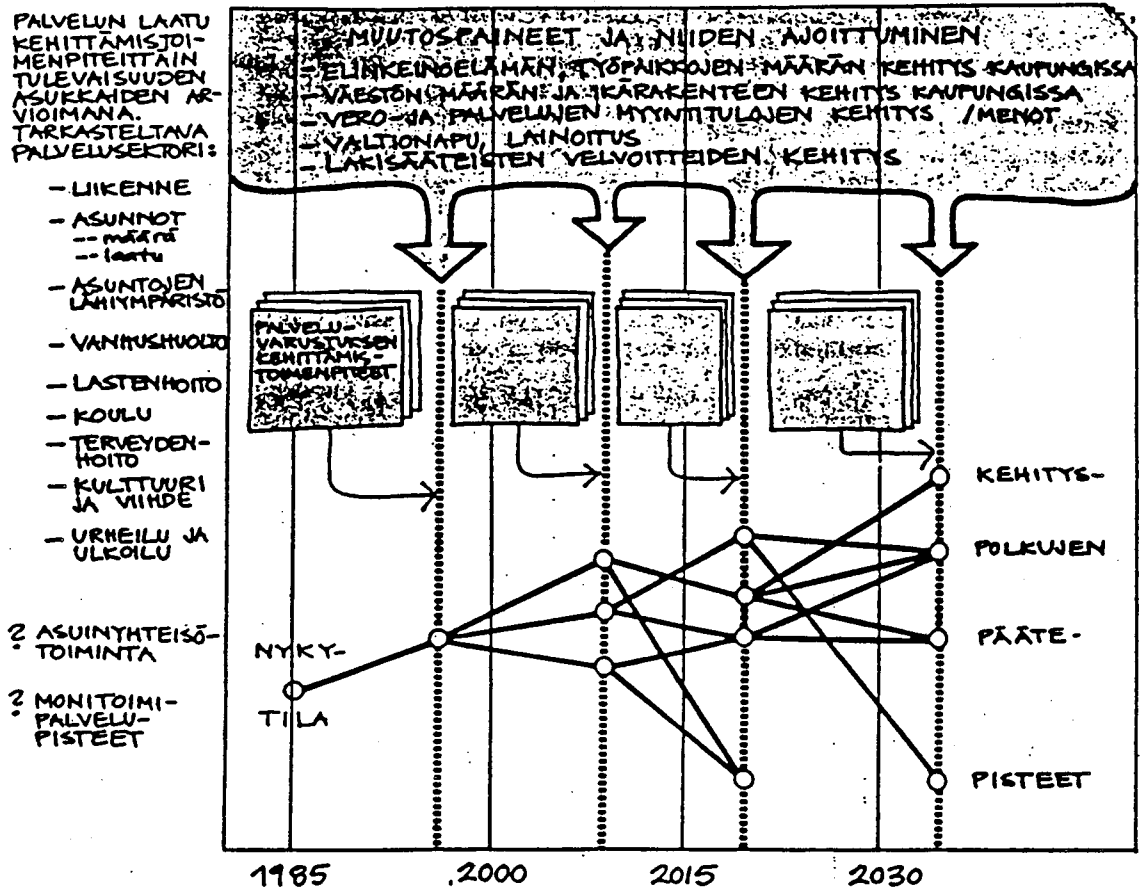 PALVELUN LAATU
KEHITTÄMISTOI-
MENPITEITTÄIN
TULEVAISUUDEN
ASUKKAIDEN AR-
VIOIMANA.
TARKASTELTAVA
PALVELUSEKTORI:
- LIIKENNE
- ASUNNOT
-- määrä
-- laatu
- ASUNTOJEN
LÄHIYMPÄRISTÖ
- VANHUSHUOLTO
- LASTENHOITO
- KOULU
- TERVEYDEN-
HOITO
- KULTTUURI
JA VIIHDE
- URHEILU JA
ULKOILU
? ASUINYHTEISÖ-
TOIMINTA
? MONITOIMI-
PALVELU-
PISTEET
MUUTOSPAINEET JA NIIDEN AJOITTUMINEN
- ELINKEINOELÄMÄN, TYÖPAIKKOJEN MÄÄRÄN KEHITYS KAUPUNGISSA
- VÄESTÖN MÄÄRÄN JA IKÄRAKENTEEN KEHITYS KAUPUNGISSA
- VERO-JA PALVELUJEN MYYNTITULOJEN KEHITYS /MENOT
- VALTIONAPU, LAINOITUS
- LAKISÄÄTEISTEN VELVOITTEIDEN KEHITYS
PALVELU-
VARUSTUKSEN
KEHITTÄMIS-
TOIMENPITEET
NYKY-
TILA
KEHITYS-
POLKUJEN
PÄÄTE-
PISTEET
1985 2000 2015 2030